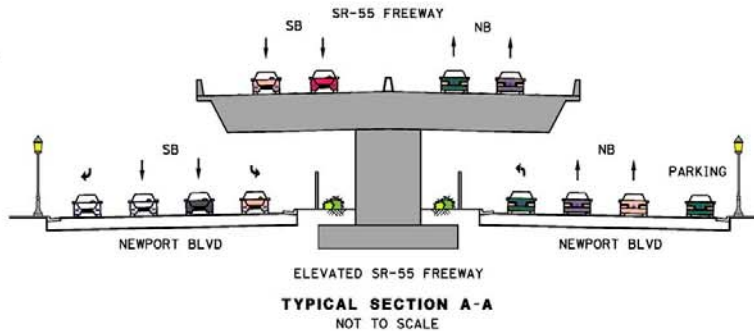 SR-55 FREEWAY
SB
NB
SB
NB
PARKING
NEWPORT BLVD
NEWPORT BLVD
ELEVATED SR-55 FREEWAY
TYPICAL SECTION A-A
NOT TO SCALE